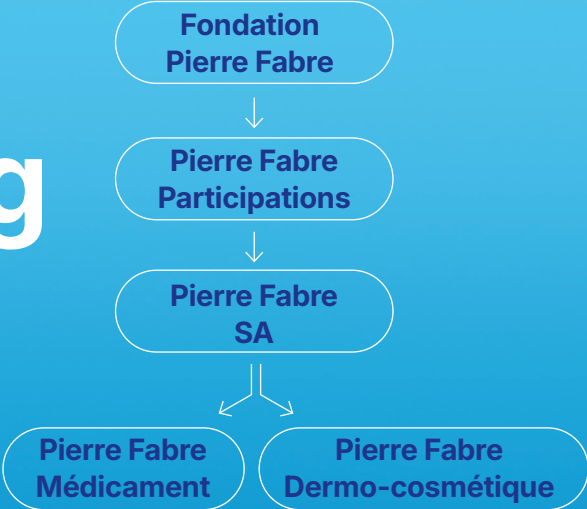 Fondation
Pierre Fabre
Pierre Fabre
Participations
g
Pierre Fabre
SA
Pierre Fabre
Médicament
Pierre Fabre
Dermo-cosmétique